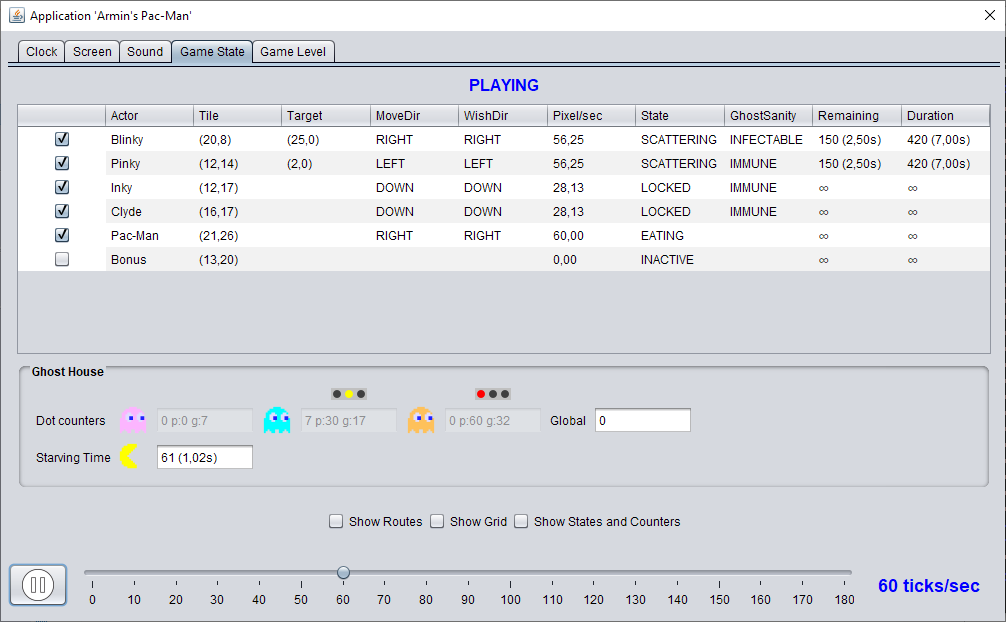 Application 'Armin's Pac-Man'
Clock Screen Sound Game State Game Level
PLAYING
Actor Tile Target MoveDir WishDir Pixel/sec State GhostSanity Remaining Duration
Blinky (20,8) (25,0) RIGHT RIGHT 56,25 SCATTERING INFECTABLE 150 (2,50s) 420 (7,00s)
Pinky (12,14) (2,0) LEFT LEFT 56,25 SCATTERING IMMUNE 150 (2,50s) 420 (7,00s)
Inky (12,17) DOWN DOWN 28,13 LOCKED IMMUNE ∞ ∞
Clyde (16,17) DOWN DOWN 28,13 LOCKED IMMUNE ∞ ∞
Pac-Man (21,26) RIGHT RIGHT 60,00 EATING ∞ ∞
Bonus (13,20) 0,00 INACTIVE ∞ ∞
Ghost House
Dot counters 0 p:0 g:7 7 p:30 g:17 0 p:60 g:32 Global 0
Starving Time 61 (1,02s)
Show Routes Show Grid Show States and Counters
0 10 20 30 40 50 60 70 80 90 100 110 120 130 140 150 160 170 180
60 ticks/sec